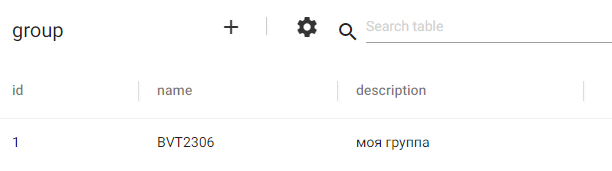 group
Search table
id name description
1 BVT2306 моя группа